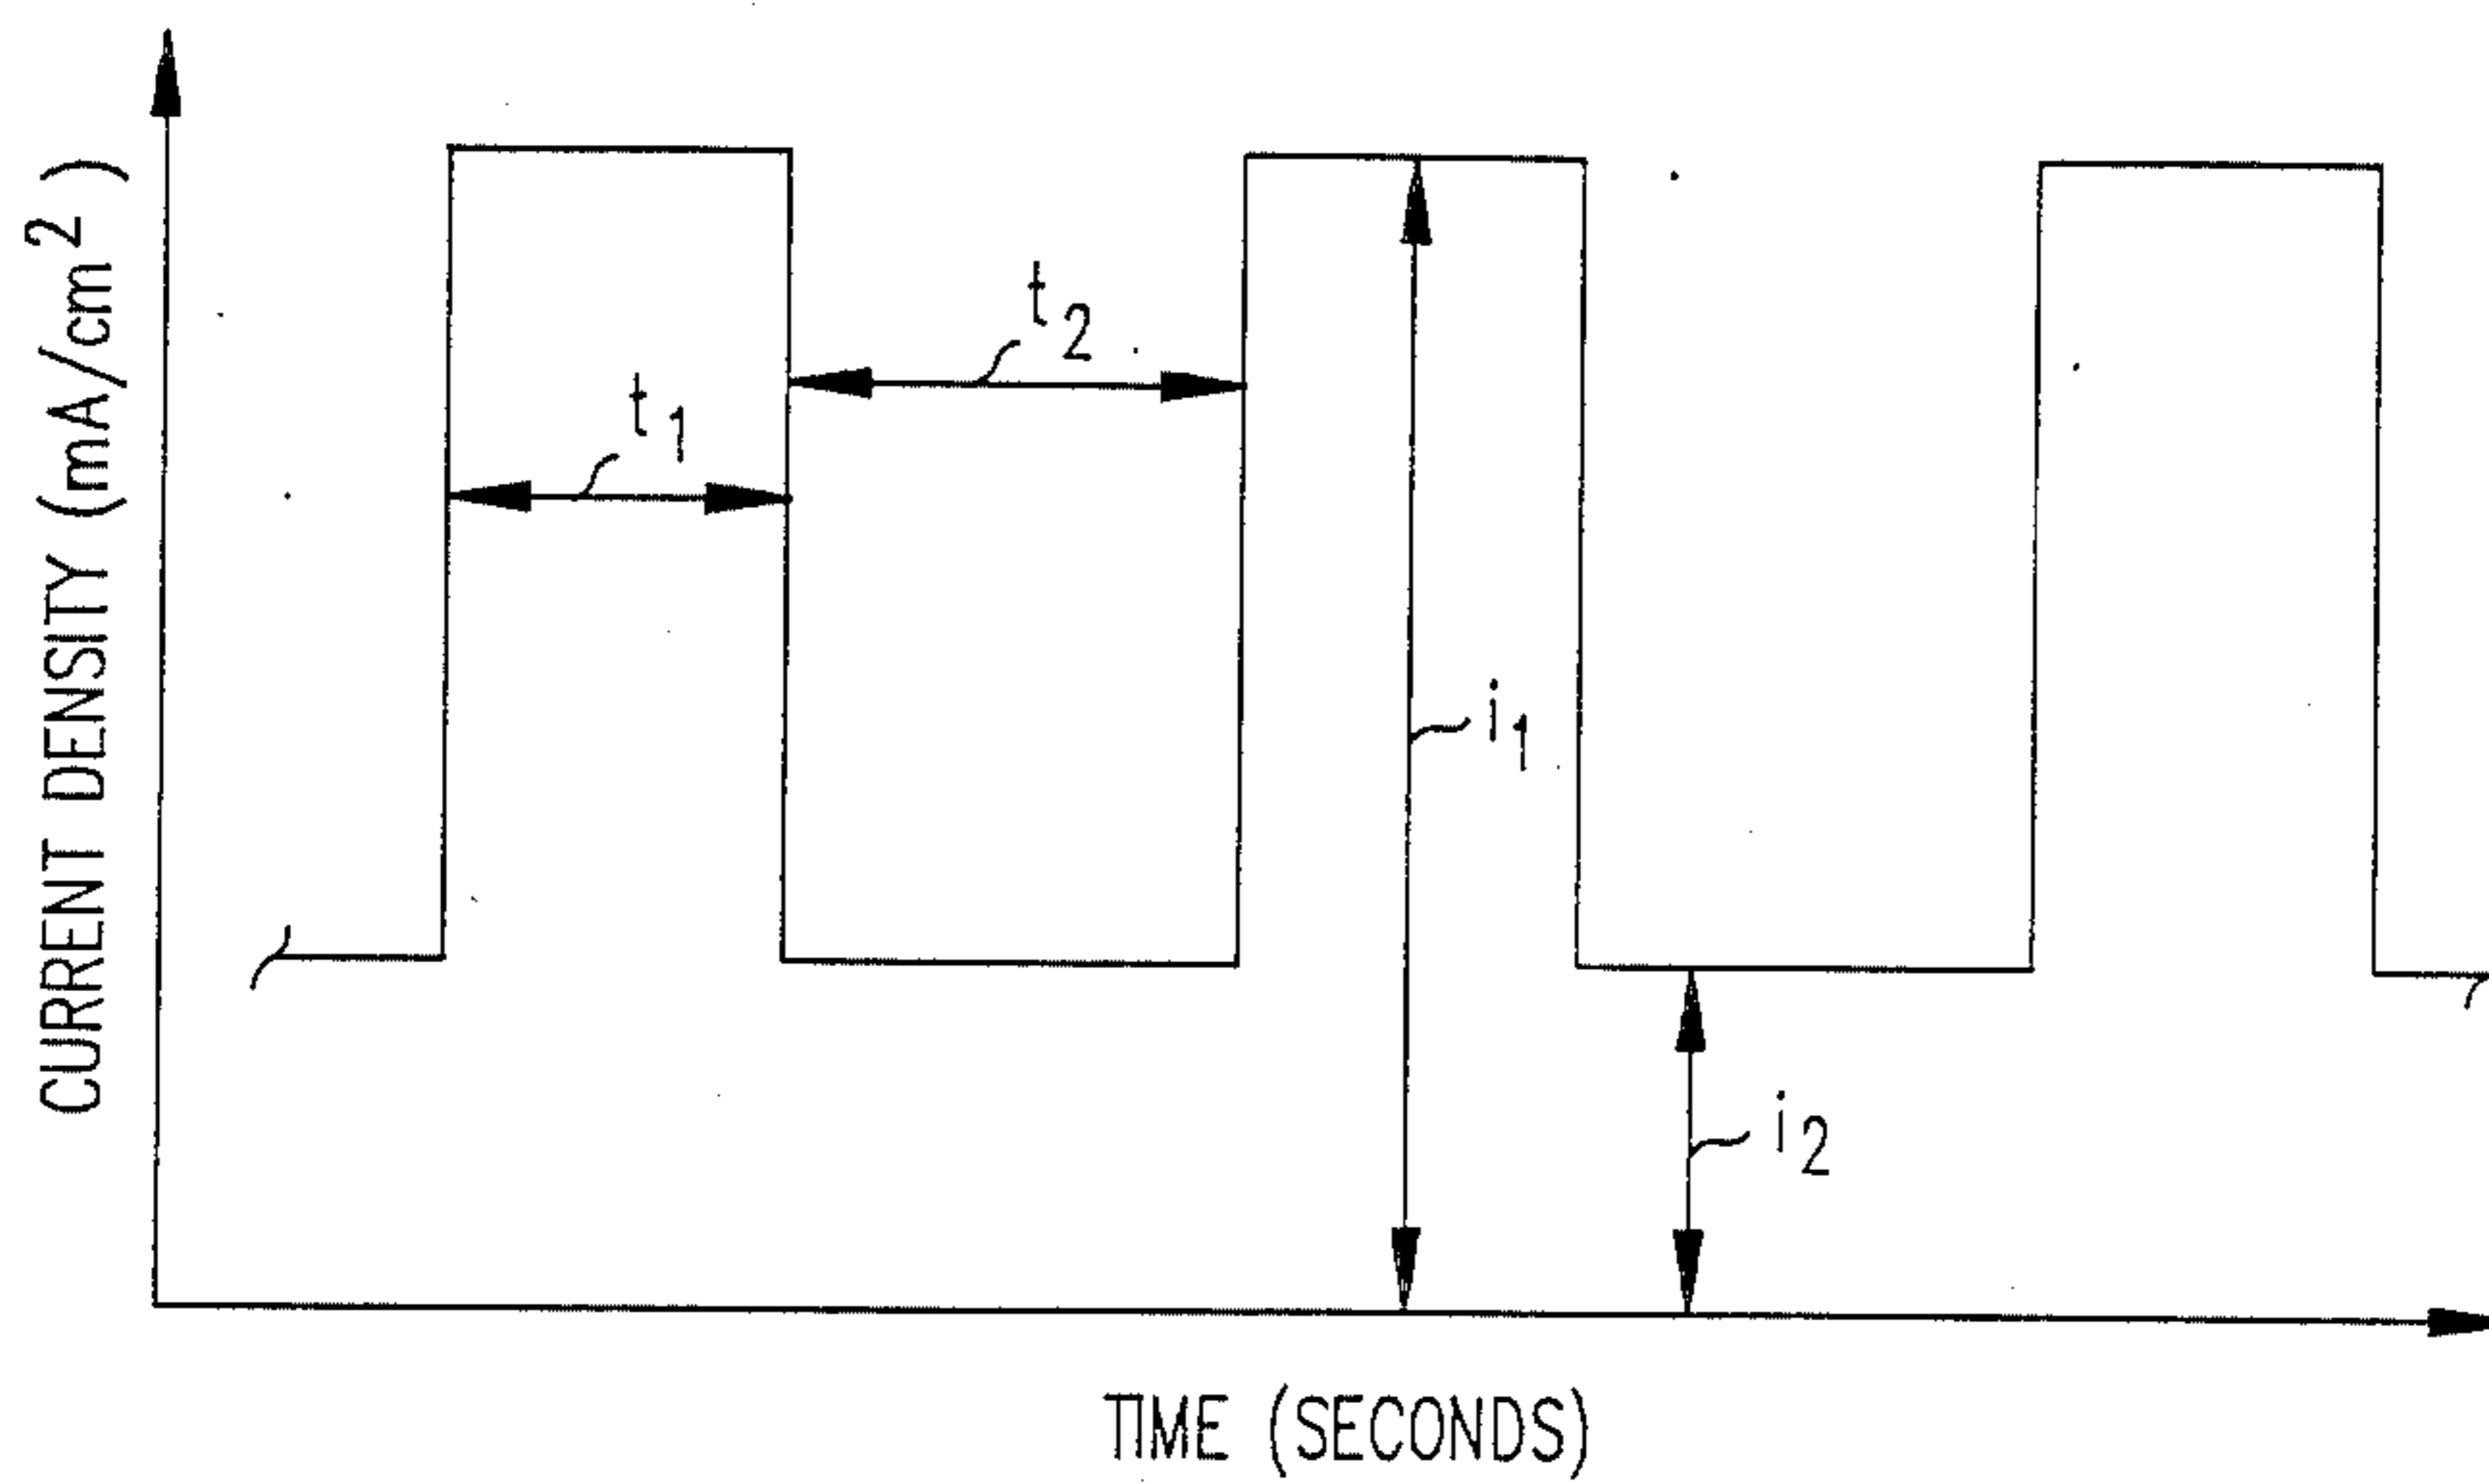 CURRENT DENSITY (mA/cm²)
t₁
t₂
i₁
i₂
TIME (SECONDS)